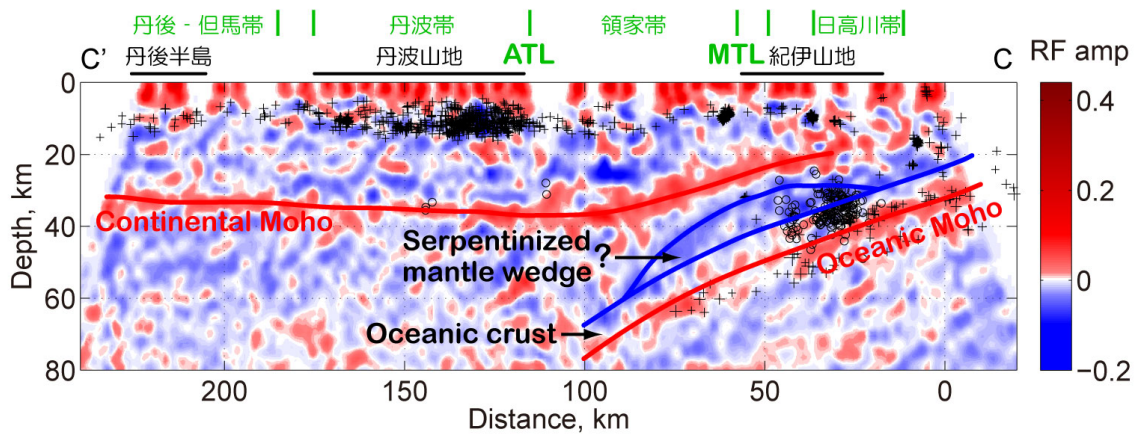 丹後 - 但馬帯 丹波帯 領家帯 日高川帯
C' 丹後半島 丹波山地 ATL MTL 紀伊山地 C RF amp
0
20
40
60
80
Depth, km
Continental Moho
Serpentinized
mantle wedge
?
Oceanic crust
Oceanic Moho
200 150 100 50 0
Distance, km
0.4
0.2
0
−0.2